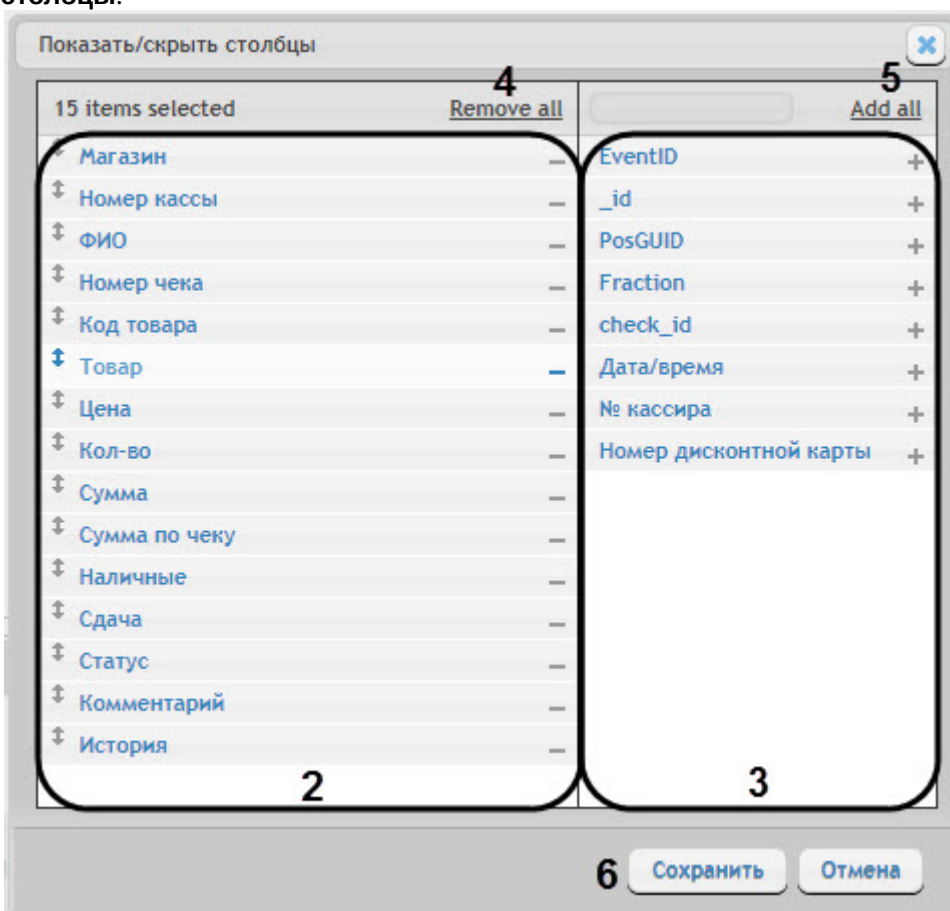 столбцы.
Показать/скрыть столбцы
4 5
15 items selected Remove all Add all
Магазин EventID
Номер кассы _id
ФИО PosGUID
Номер чека Fraction
Код товара check_id
Товар Дата/время
Цена № кассира
Кол-во Номер дисконтной карты
Сумма
Сумма по чеку
Наличные
Сдача
Статус
Комментарий
История
2 3
6 Сохранить Отмена